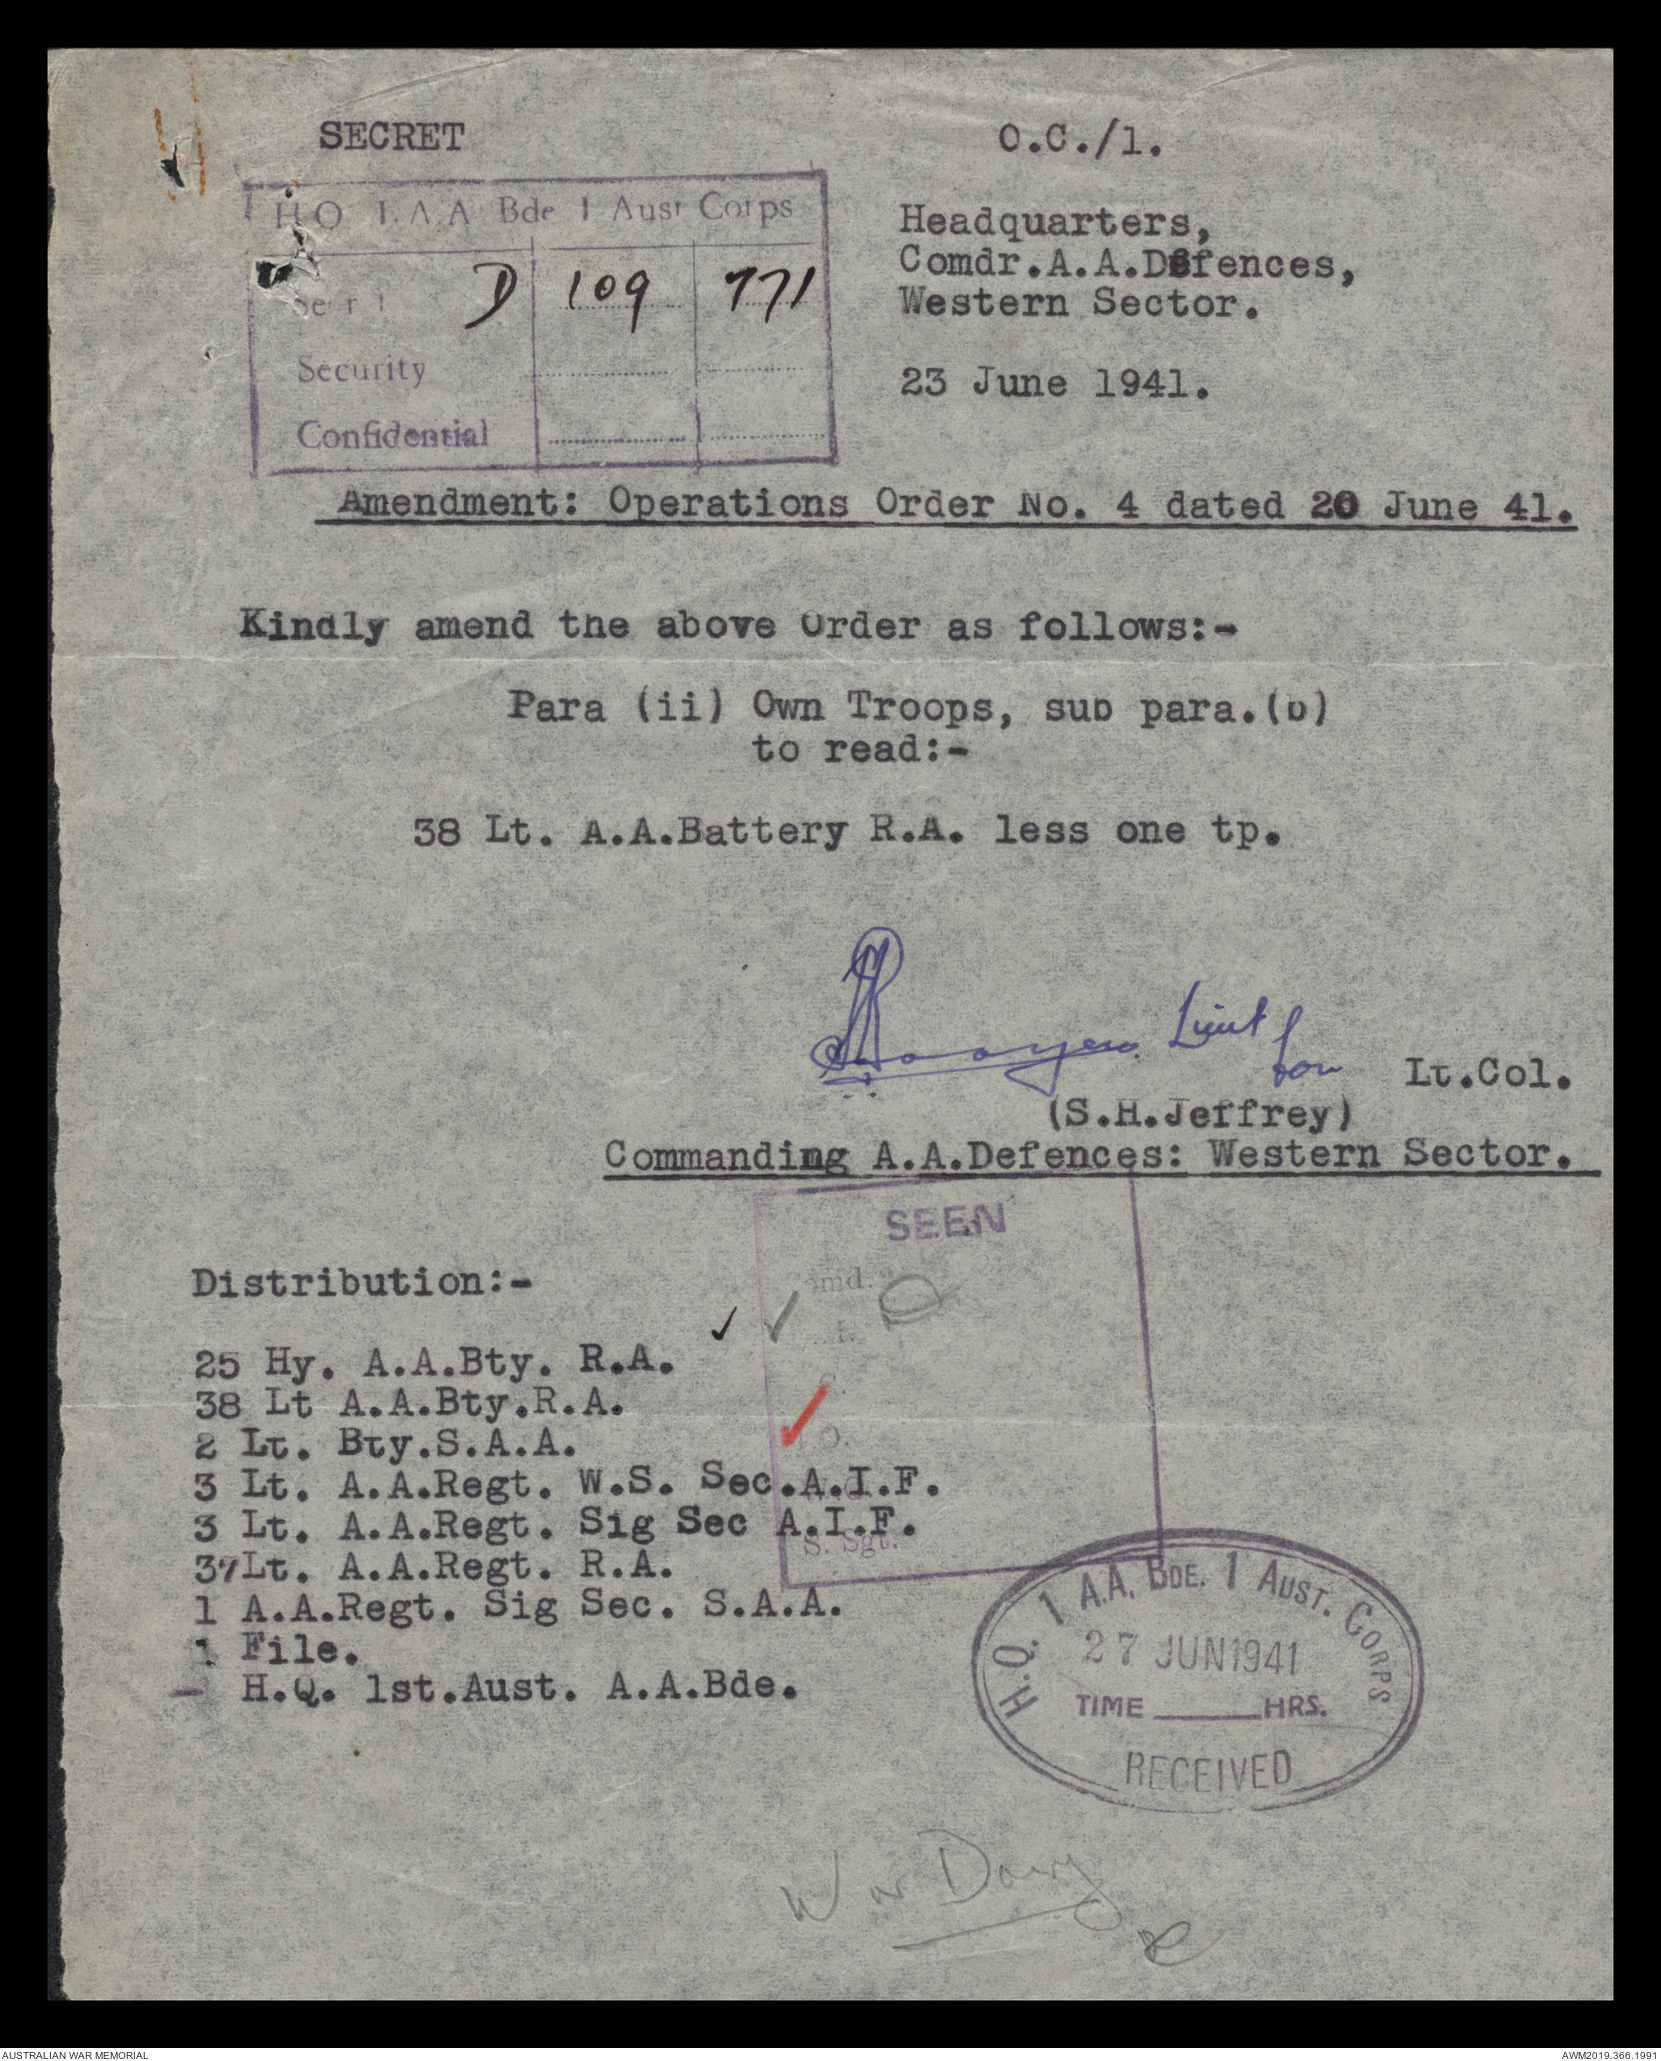 SECRET
O.C./1.
H Q 1. A.A Bde 1 Aust Corps
D 109 771
Security
Confidential
Headquarters,
Comdr.A.A.Defences,
Western Sector.
23 June 1941.
Amendment: Operations Order No. 4 dated 20 June 41.
Kindly amend the above Order as follows:-
Para (ii) Own Troops, sub para.(b)
to read:-
38 Lt. A.A.Battery R.A. less one tp.
Lieut for Lt.Col.
(S.H.Jeffrey)
Commanding A.A.Defences: Western Sector.
SEEN
Distribution:-
25 Hy. A.A.Bty. R.A.
38 Lt A.A.Bty.R.A.
2 Lt. Bty.S.A.A.
3 Lt. A.A.Regt. W.S. Sec.A.I.F.
3 Lt. A.A.Regt. Sig Sec A.I.F.
S. Sgt.
37Lt. A.A.Regt. R.A.
1 A.A.Regt. Sig Sec. S.A.A.
1 File.
- H.Q. 1st.Aust. A.A.Bde.
H.Q. 1 A.A. BDE. 1 AUST. CORPS
27 JUN 1941
TIME ______ HRS.
RECEIVED
War Diary
AUSTRALIAN WAR MEMORIAL
AWM2019.366.1991